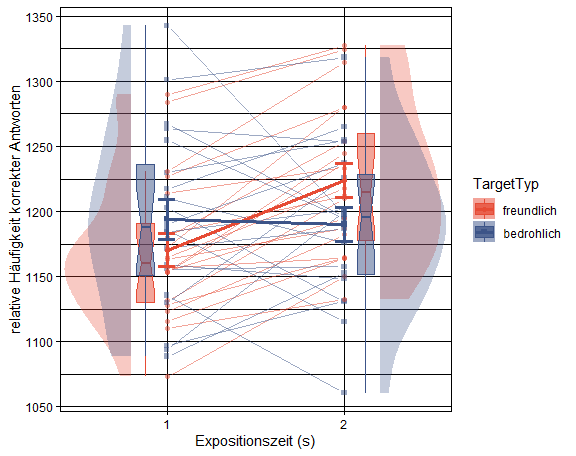 relative Häufigkeit korrekter Antworten
1350
1300
1250
1200
1150
1100
1050
1
2
Expositionszeit (s)
TargetTyp
freundlich
bedrohlich